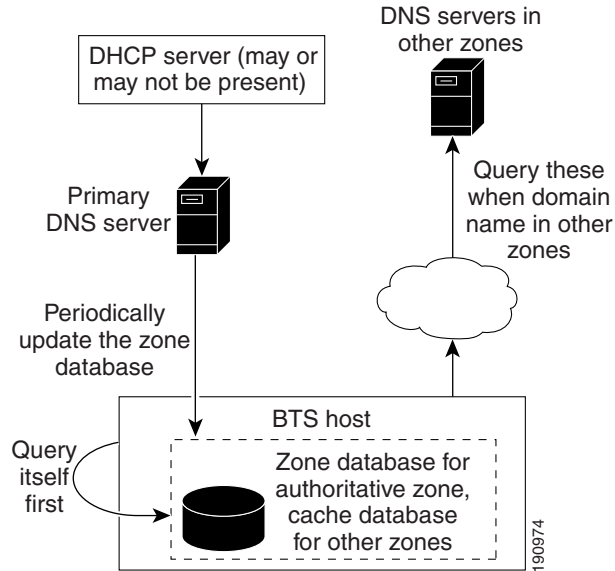 DHCP server (may or
may not be present)
DNS servers in
other zones
Primary
DNS server
Query these
when domain
name in other
zones
Periodically
update the zone
database
BTS host
Query
itself
first
Zone database for
authoritative zone,
cache database
for other zones
190974